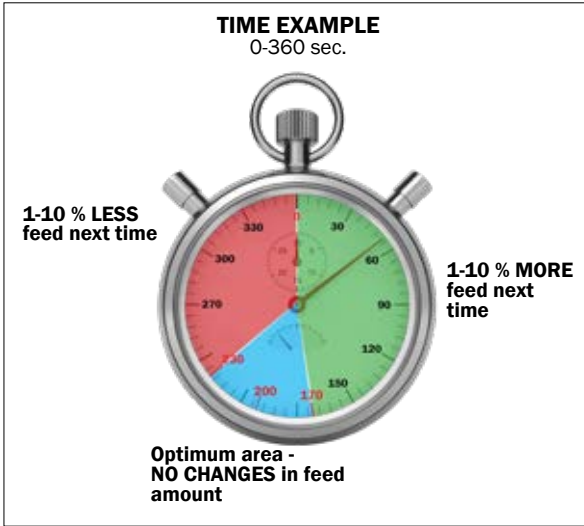 TIME EXAMPLE
0-360 sec.
1-10 % LESS
feed next time
1-10 % MORE
feed next
time
0
30
60
90
120
150
170
200
230
270
300
330
Optimum area -
NO CHANGES in feed
amount